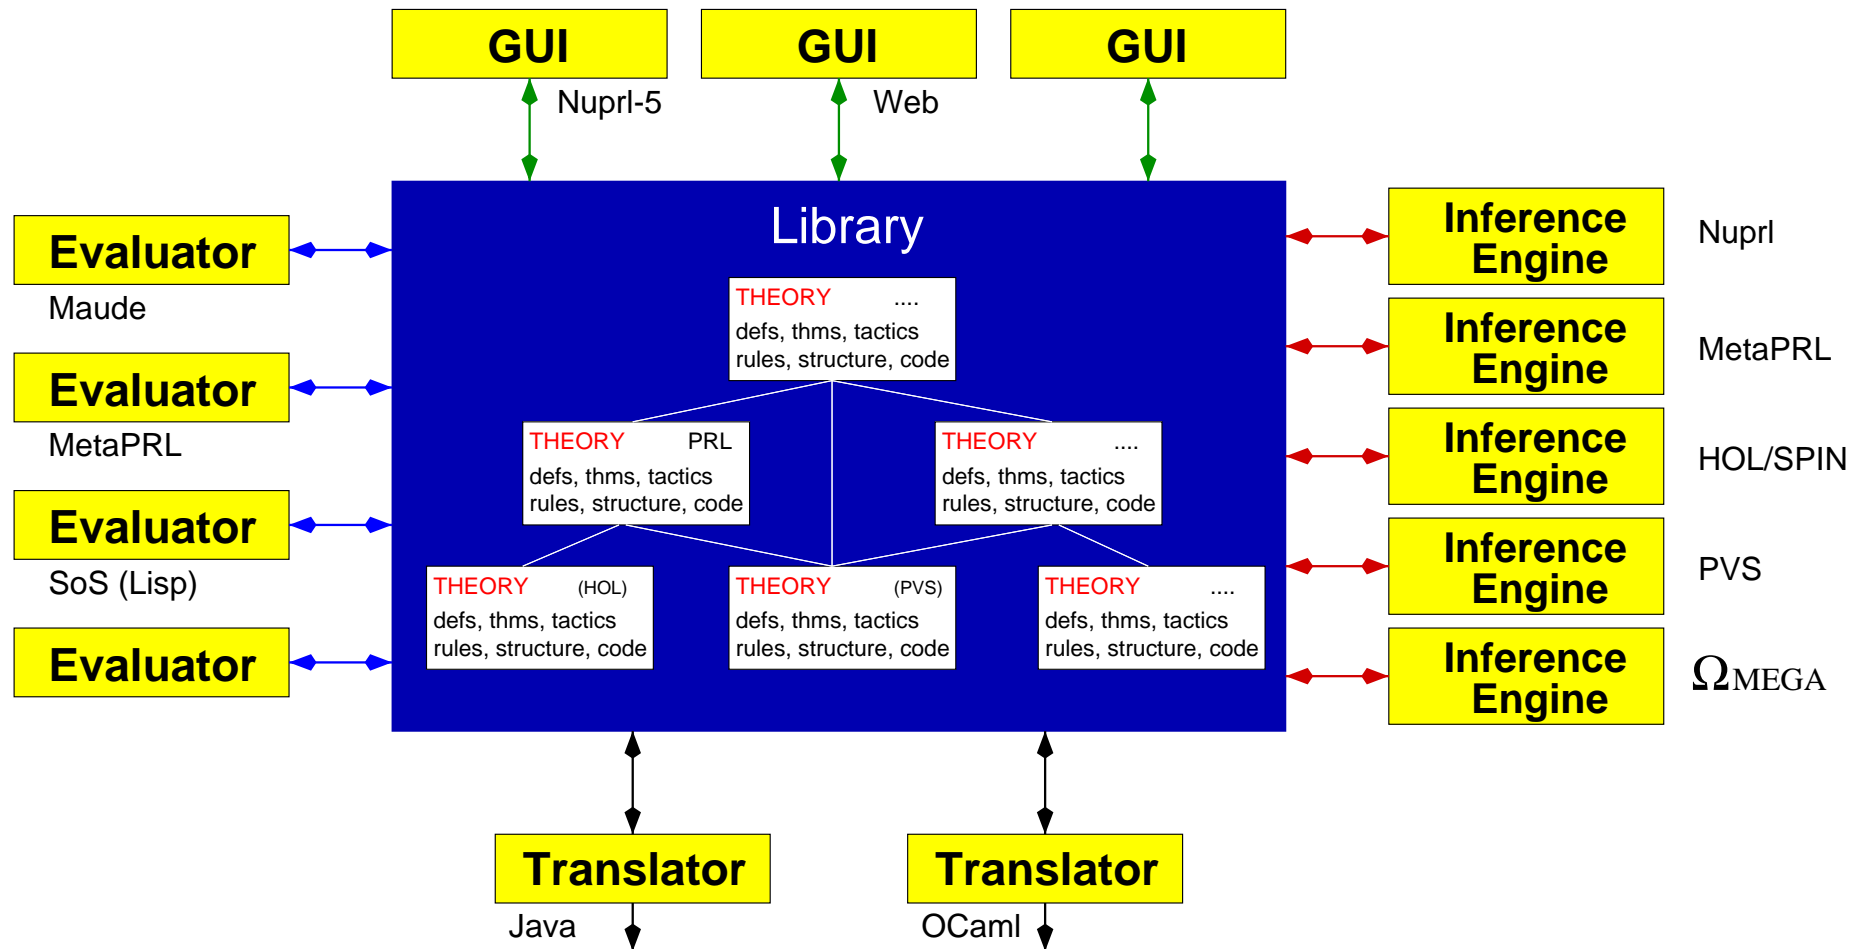 GUI
GUI
GUI
Nuprl-5
Web
Library
Evaluator
Maude
Evaluator
MetaPRL
Evaluator
SoS (Lisp)
Evaluator
THEORY ....
defs, thms, tactics
rules, structure, code
THEORY PRL
defs, thms, tactics
rules, structure, code
THEORY ....
defs, thms, tactics
rules, structure, code
THEORY (HOL)
defs, thms, tactics
rules, structure, code
THEORY (PVS)
defs, thms, tactics
rules, structure, code
THEORY ....
defs, thms, tactics
rules, structure, code
Inference
Engine
Nuprl
Inference
Engine
MetaPRL
Inference
Engine
HOL/SPIN
Inference
Engine
PVS
Inference
Engine
ΩMEGA
Translator
Java
Translator
OCaml